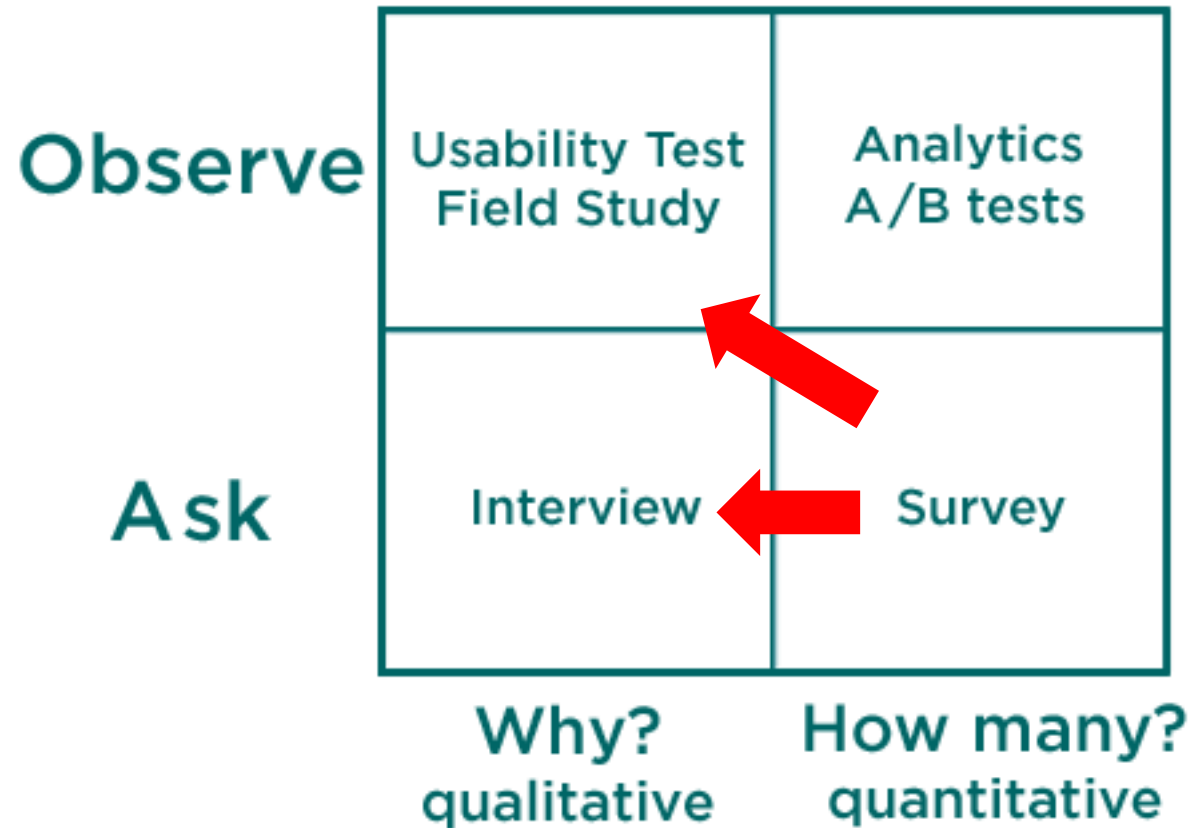 Observe
Usability Test
Field Study
Analytics
A/B tests
Ask
Interview
Survey
Why?
qualitative
How many?
quantitative